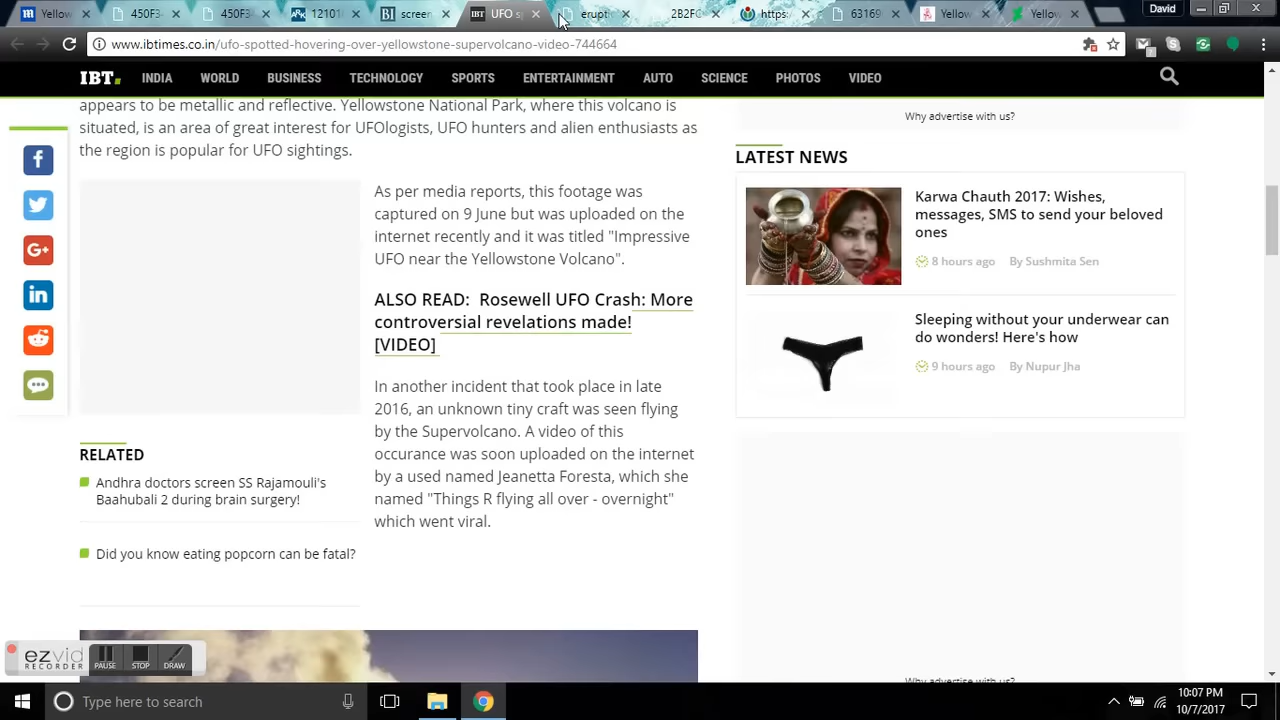 Yellow
450F3-
450F3-
121010
screen
UFO s
erupti
2B2FC
https:
63169
Yellow
Yellow
David
www.ibtimes.co.in/ufo-spotted-hovering-over-yellowstone-supervolcano-video-744664
IBT.
INDIA
WORLD
BUSINESS
TECHNOLOGY
SPORTS
ENTERTAINMENT
AUTO
SCIENCE
PHOTOS
VIDEO
appears to be metallic and reflective. Yellowstone National Park, where this volcano is
situated, is an area of great interest for UFOlogists, UFO hunters and alien enthusiasts as
the region is popular for UFO sightings.
As per media reports, this footage was
captured on 9 June but was uploaded on the
internet recently and it was titled "Impressive
UFO near the Yellowstone Volcano".
ALSO READ: Rosewell UFO Crash: More
controversial revelations made!
[VIDEO]
In another incident that took place in late
2016, an unknown tiny craft was seen flying
by the Supervolcano. A video of this
occurance was soon uploaded on the internet
by a used named Jeanetta Foresta, which she
named "Things R flying all over - overnight"
which went viral.
RELATED
Andhra doctors screen SS Rajamouli's
Baahubali 2 during brain surgery!
Did you know eating popcorn can be fatal?
Why advertise with us?
LATEST NEWS
Karwa Chauth 2017: Wishes,
messages, SMS to send your beloved
ones
8 hours ago By Sushmita Sen
Sleeping without your underwear can
do wonders! Here's how
9 hours ago By Nupur Jha
Why advertise with us?
ezvid
RECORDER
PAUSE
STOP
DRAW
Type here to search
10:07 PM
10/7/2017